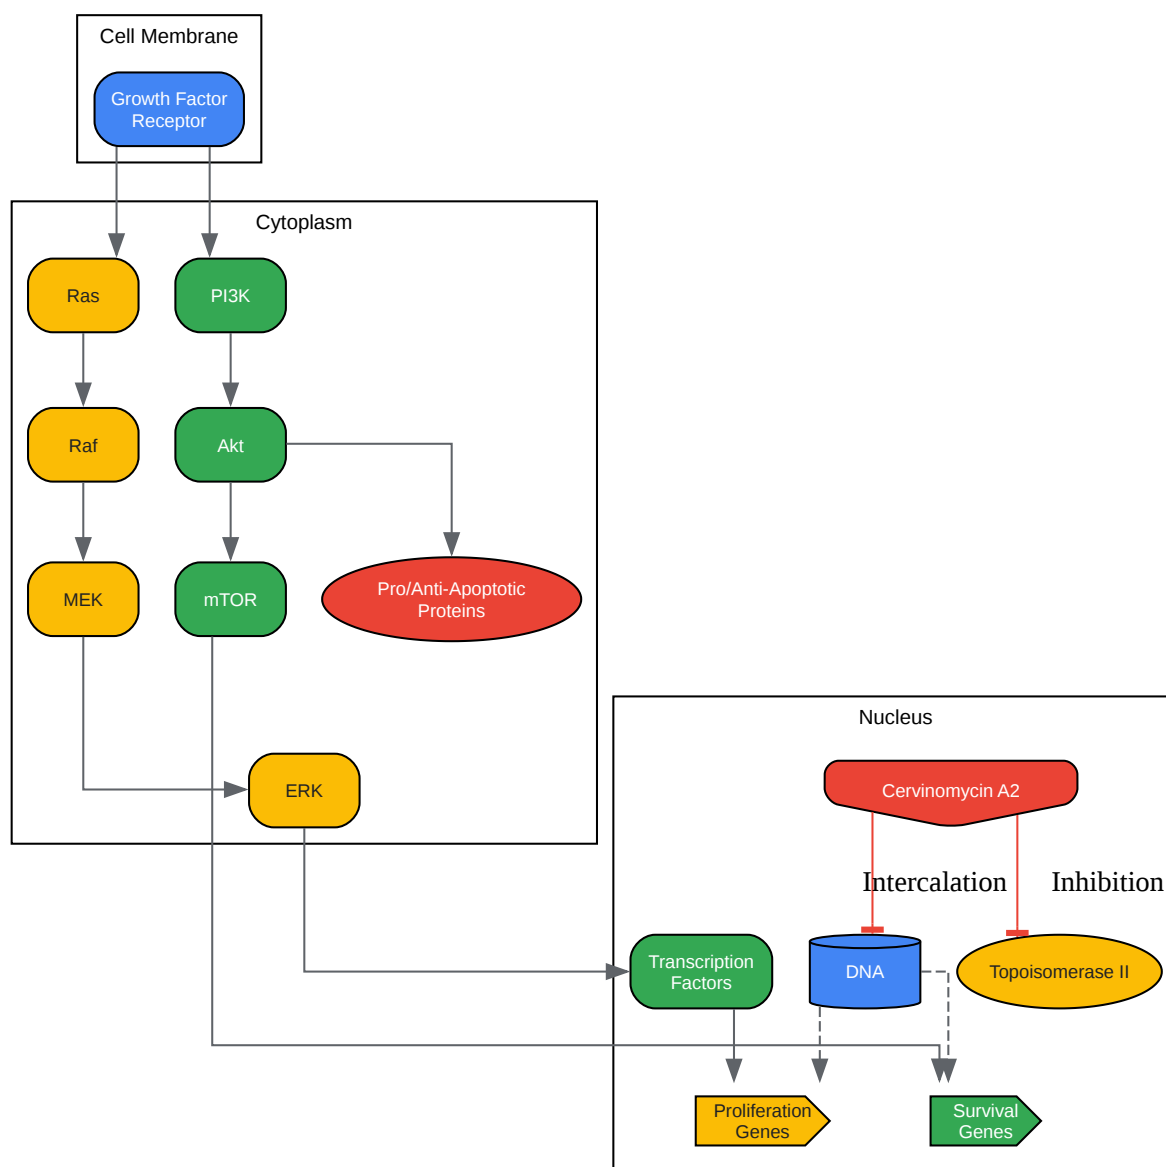 Cell Membrane
Growth Factor
Receptor
Cytoplasm
Ras
PI3K
Raf
Akt
MEK
mTOR
Pro/Anti-Apoptotic
Proteins
ERK
Nucleus
Cervinomycin A2
Intercalation
Inhibition
Transcription
Factors
DNA
Topoisomerase II
Proliferation
Genes
Survival
Genes